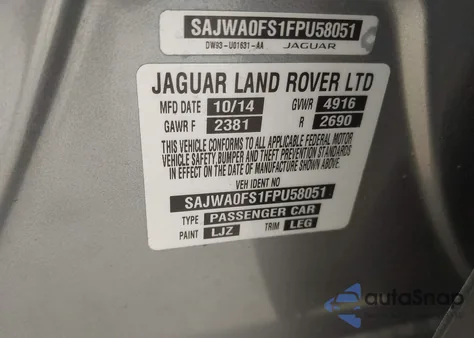 SAJWA0FS1FPU58051
DW93-U01631-AA JAGUAR
JAGUAR LAND ROVER LTD
MFD DATE 10/14 GVWR 4916
GAWR F 2381 R 2690
THIS VEHICLE CONFORMS TO ALL APPLICABLE FEDERAL MOTOR
VEHICLE SAFETY, BUMPER AND THEFT PREVENTION STANDARDS
IN EFFECT ON THE DATE OF MANUFACTURE SHOWN ABOVE.
VEH IDENT NO
SAJWA0FS1FPU58051
TYPE PASSENGER CAR
PAINT LJZ TRIM LEG
autoSnap